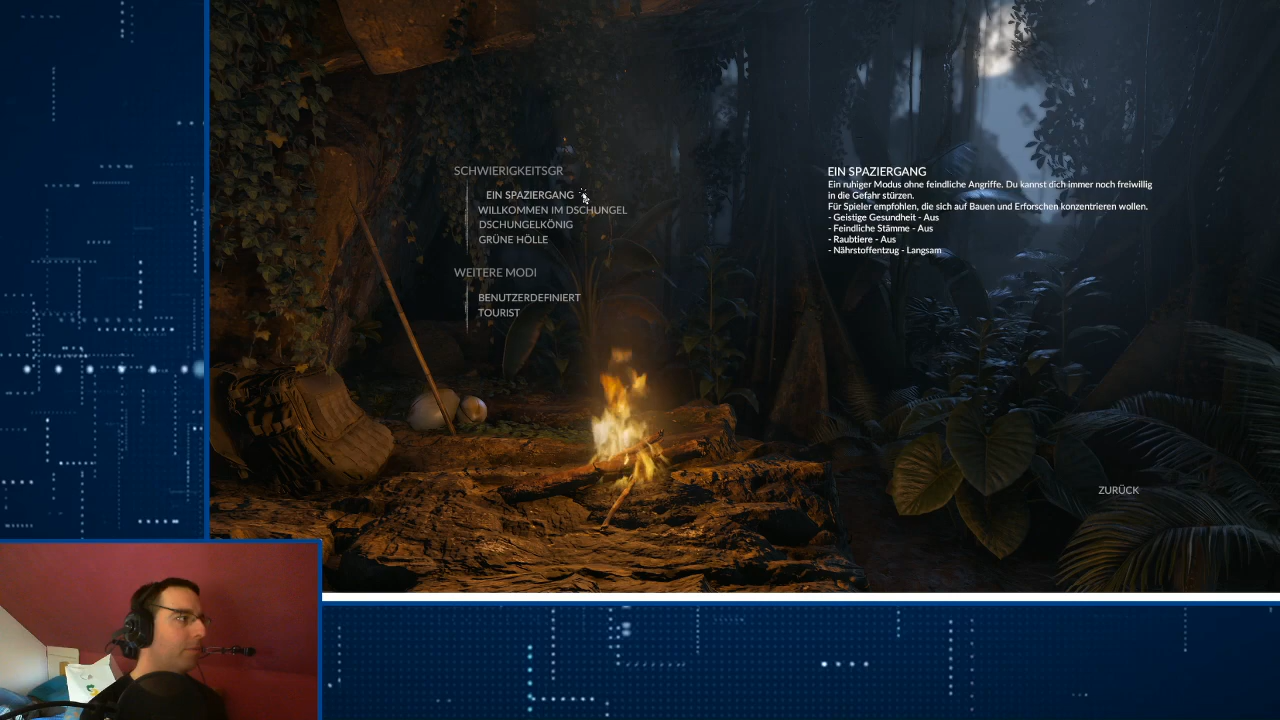 SCHWIERIGKEITSGR
EIN SPAZIERGANG
WILLKOMMEN IM DSCHUNGEL
DSCHUNGELKÖNIG
GRÜNE HÖLLE
WEITERE MODI
BENUTZERDEFINIERT
TOURIST
EIN SPAZIERGANG
Ein ruhiger Modus ohne feindliche Angriffe. Du kannst dich immer noch freiwillig
in die Gefahr stürzen.
Für Spieler empfohlen, die sich auf Bauen und Erforschen konzentrieren wollen.
- Geistige Gesundheit - Aus
- Feindliche Stämme - Aus
- Raubtiere - Aus
- Nährstoffentzug - Langsam
ZURÜCK